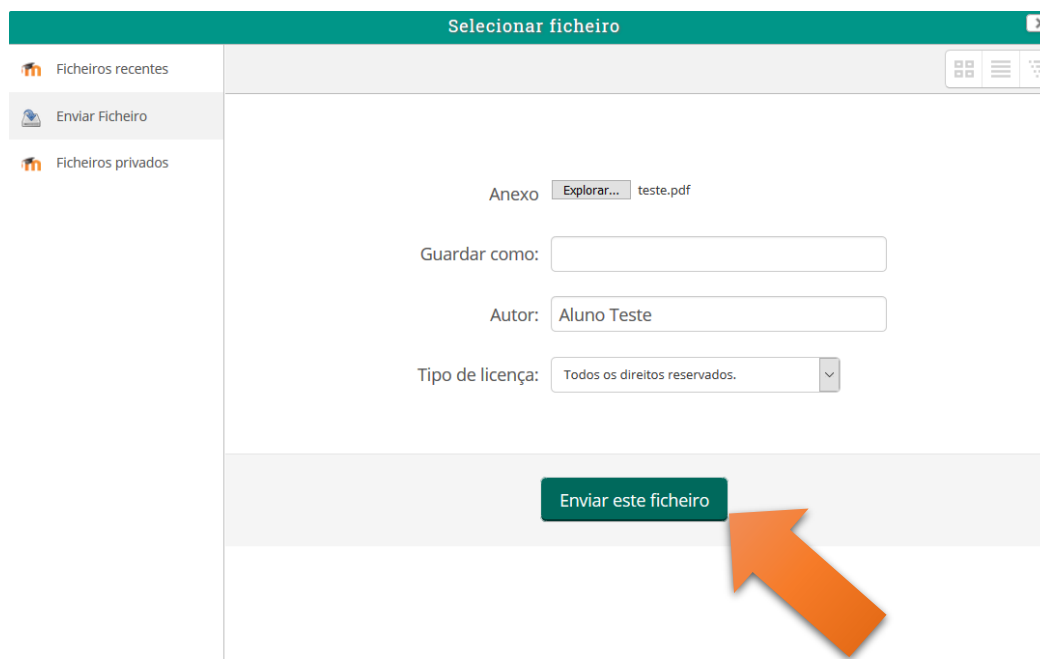 Selecionar ficheiro
Ficheiros recentes
Enviar Ficheiro
Ficheiros privados
Anexo Explorar... teste.pdf
Guardar como:
Autor: Aluno Teste
Tipo de licença: Todos os direitos reservados.
Enviar este ficheiro